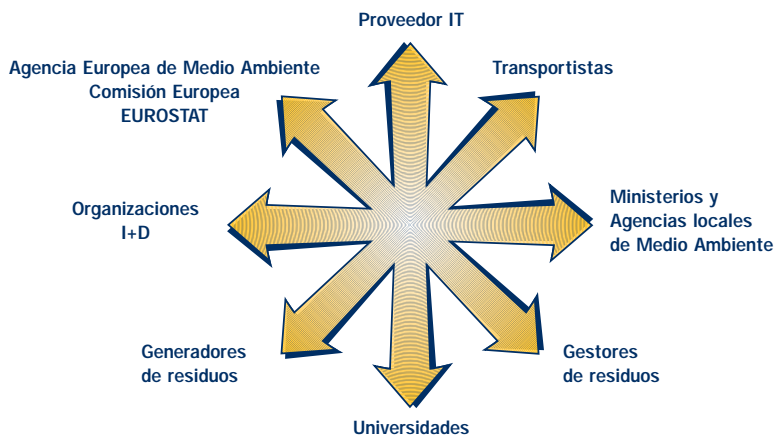 Proveedor IT
Agencia Europea de Medio Ambiente
Comisión Europea
EUROSTAT
Transportistas
Organizaciones
I+D
Ministerios y
Agencias locales
de Medio Ambiente
Generadores
de residuos
Gestores
de residuos
Universidades